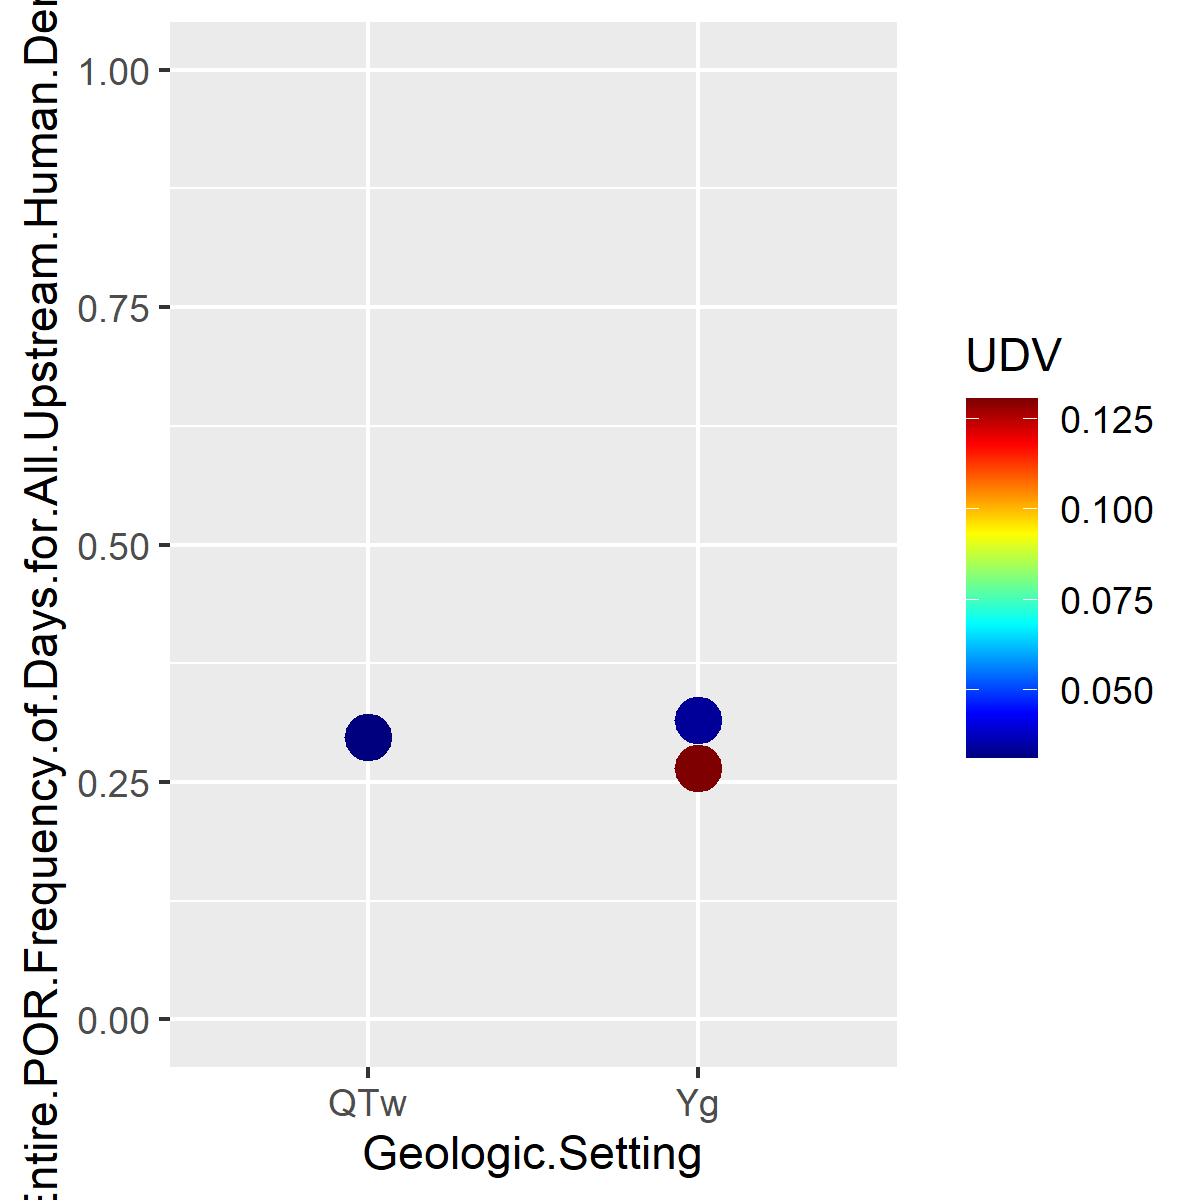 Entire.POR.Frequency.of.Days.for.All.Upstream.Human.Der
1.00
0.75
0.50
0.25
0.00
QTw Yg
Geologic.Setting
UDV
0.125
0.100
0.075
0.050